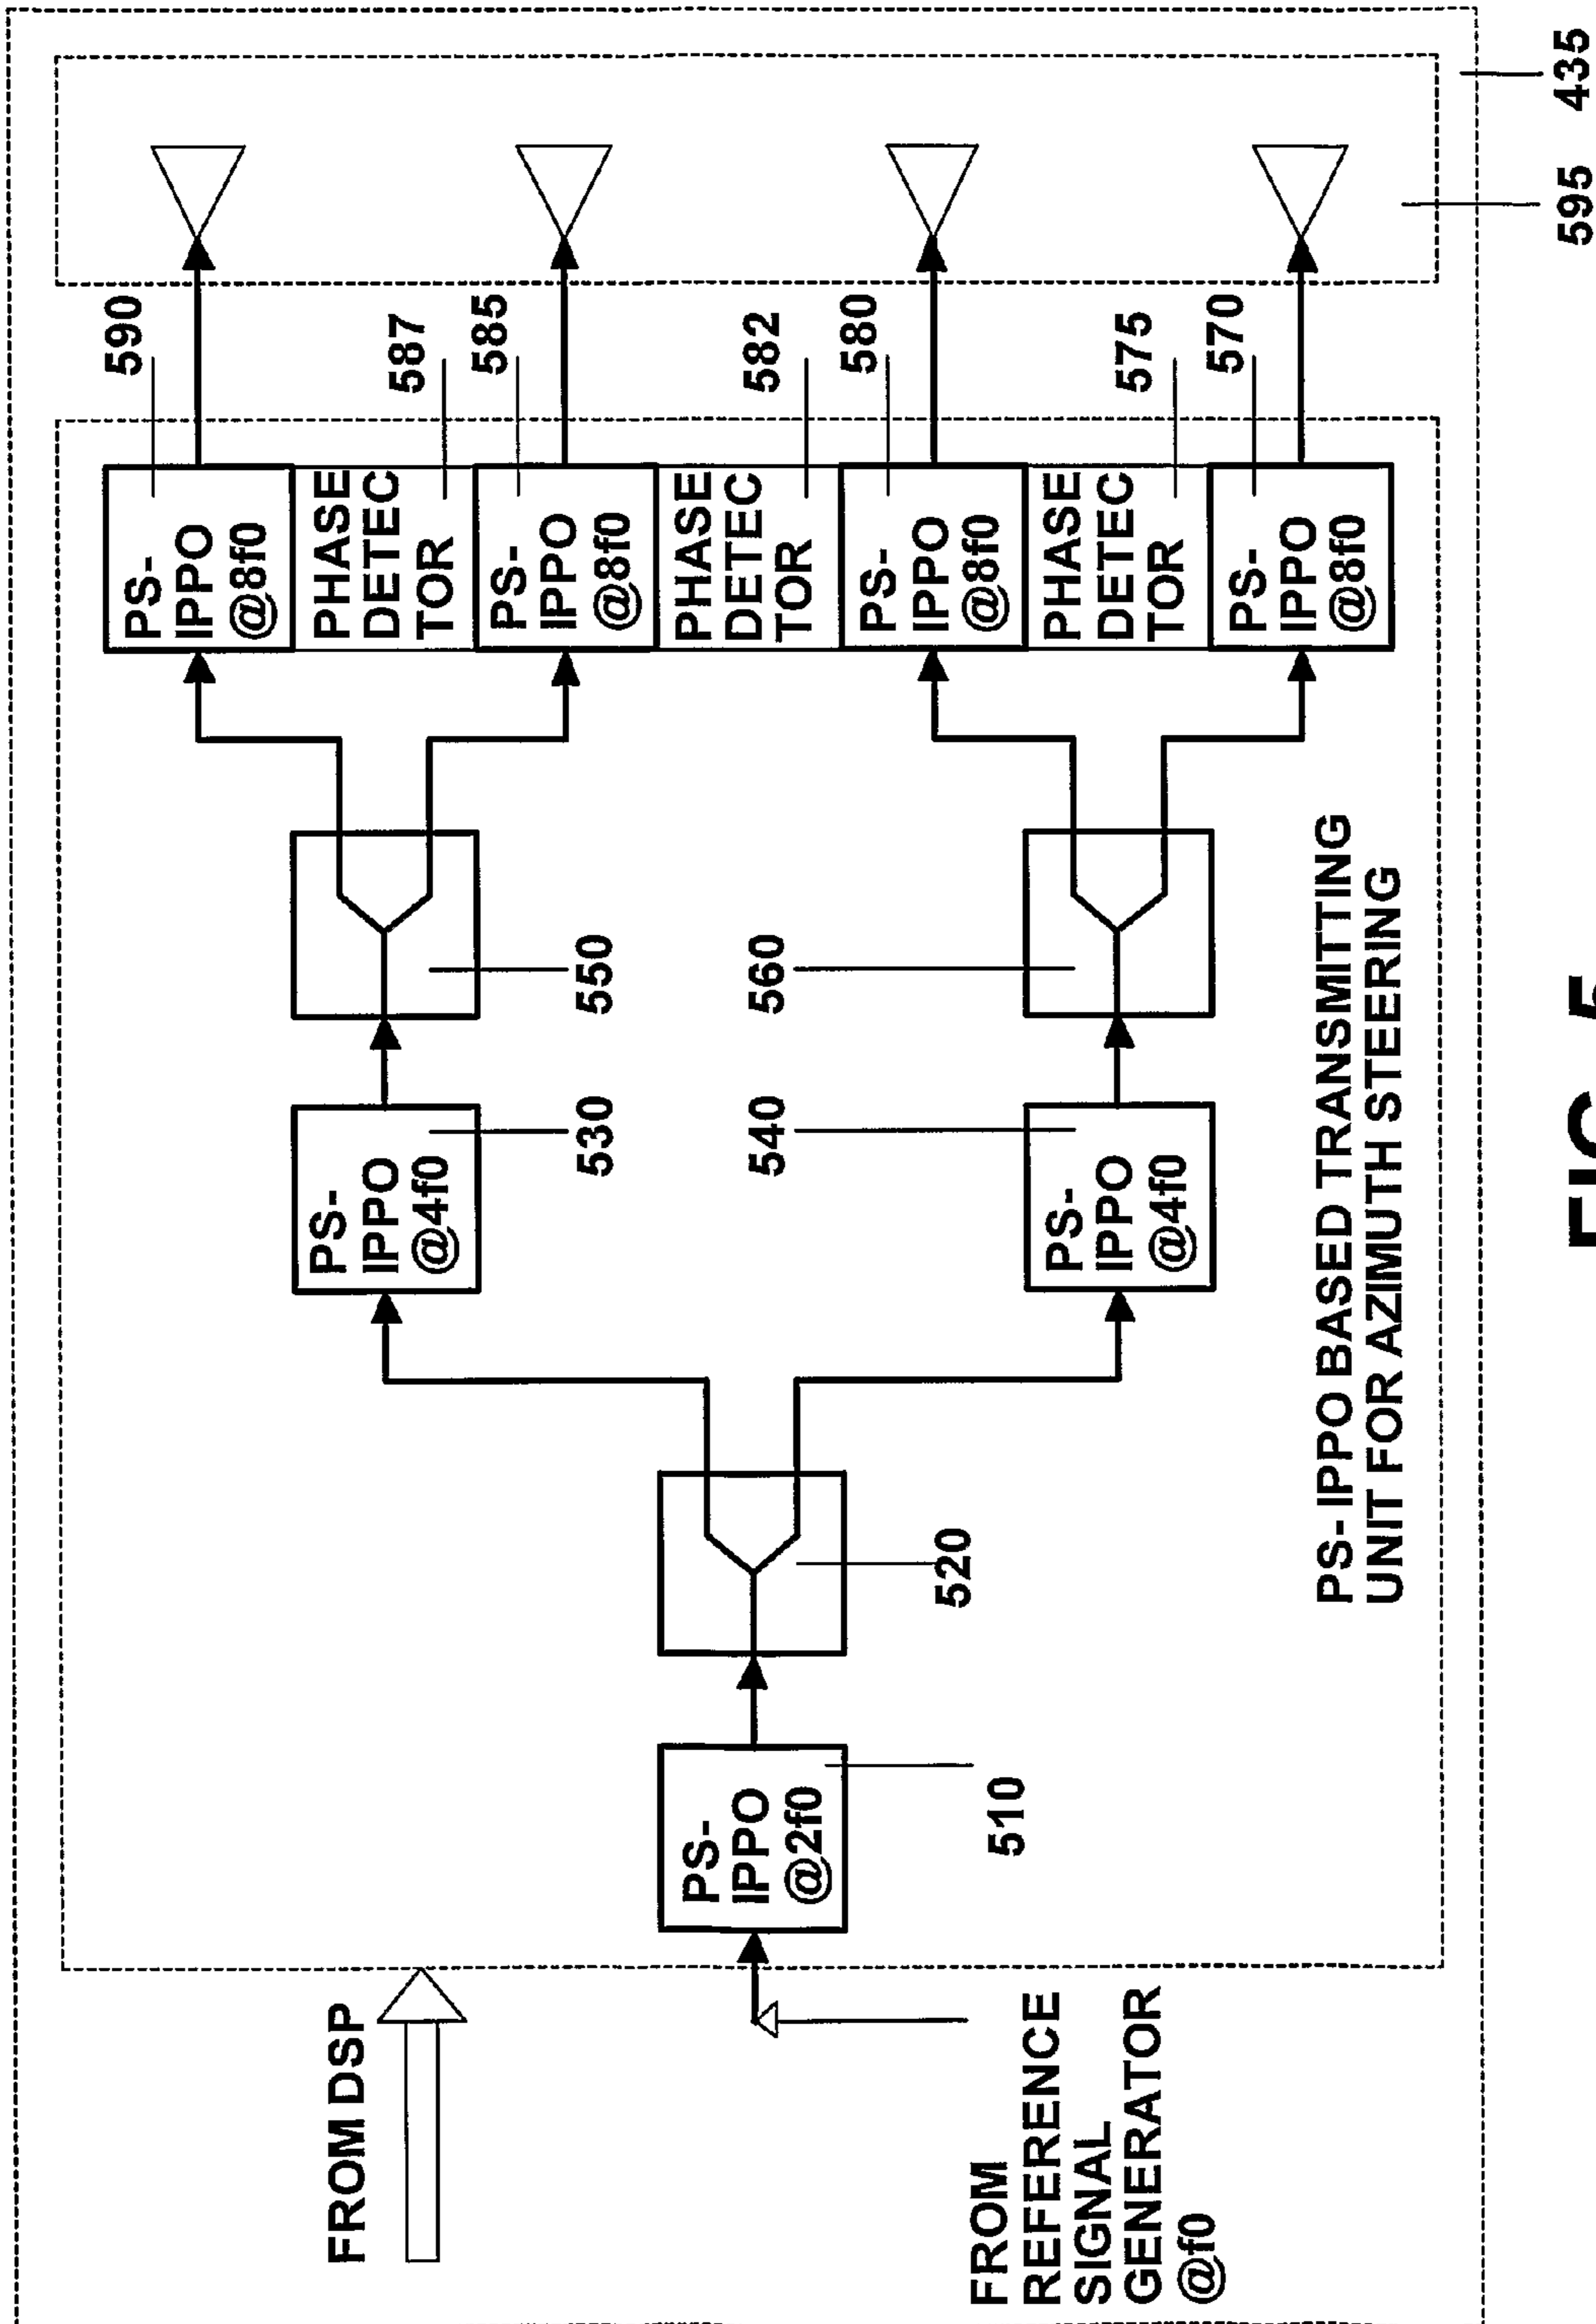 FROM DSP
FROM
REFERENCE
SIGNAL
GENERATOR
@f0
PS-
IPPO
@2f0
510
520
PS-
IPPO
@4f0
530
PS-
IPPO
@4f0
540
550
560
PS-
IPPO
@8f0
590
PHASE
DETEC
TOR
587
PS-
IPPO
@8f0
585
PHASE
DETEC
TOR
582
PS-
IPPO
@8f0
580
PHASE
DETEC
TOR
575
PS-
IPPO
@8f0
570
PS-IPPO BASED TRANSMITTING
UNIT FOR AZIMUTH STEERING
595
435
FIG. 5